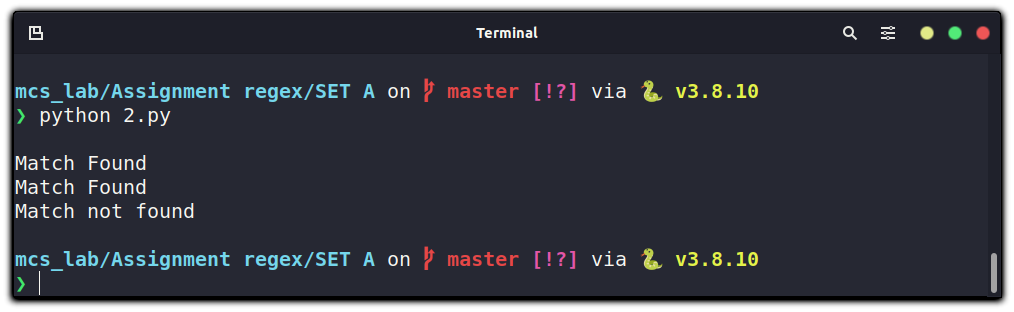 Terminal
mcs_lab/Assignment regex/SET A on master [!?] via 🐍 v3.8.10
❯ python 2.py
Match Found
Match Found
Match not found
mcs_lab/Assignment regex/SET A on master [!?] via 🐍 v3.8.10
❯